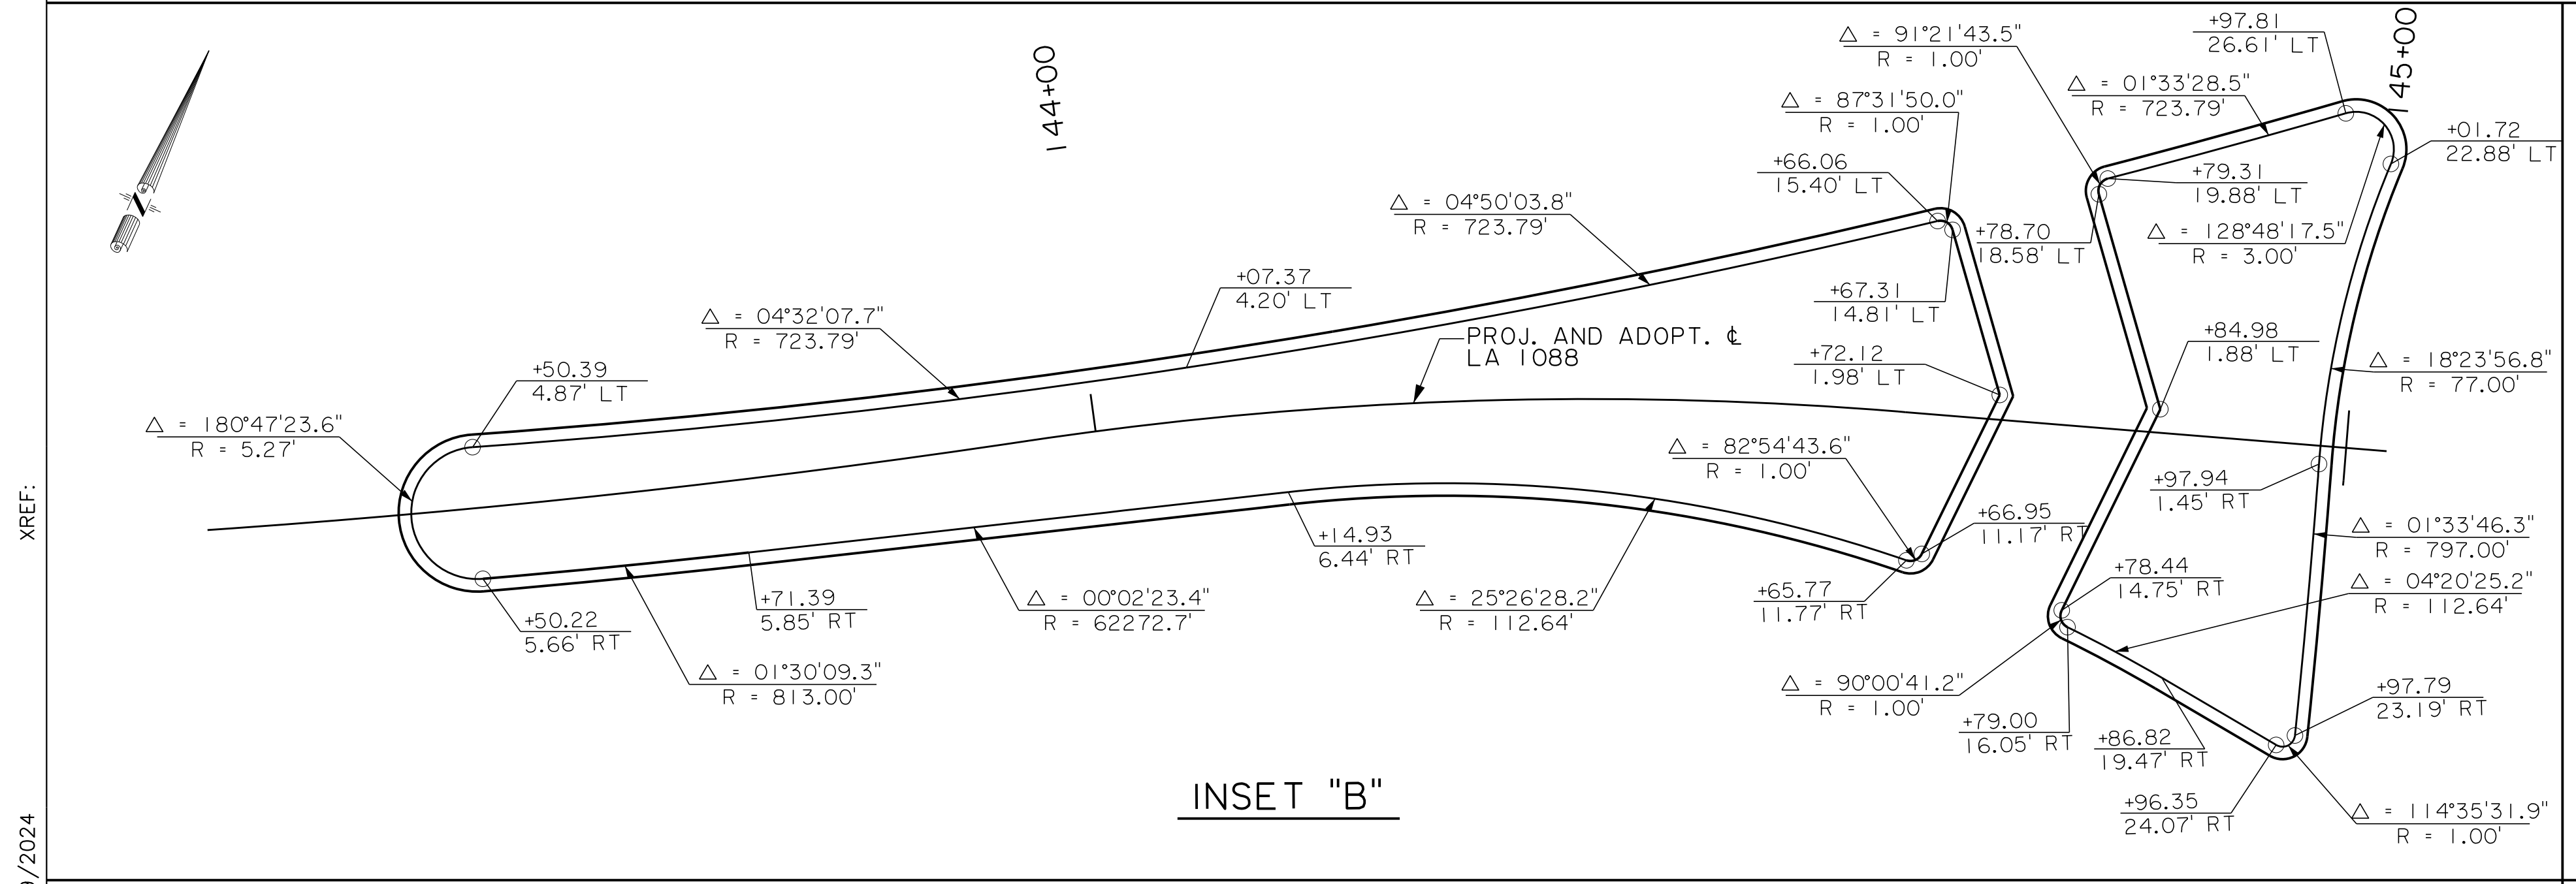 144+00
145+00
+97.81
26.61' LT
△ = 91°21'43.5"
R = 1.00'
△ = 01°33'28.5"
R = 723.79'
△ = 87°31'50.0"
R = 1.00'
+01.72
22.88' LT
+66.06
15.40' LT
+79.31
19.88' LT
△ = 04°50'03.8"
R = 723.79'
+78.70
18.58' LT
△ = 128°48'17.5"
R = 3.00'
+07.37
4.20' LT
+67.31
14.81' LT
△ = 04°32'07.7"
R = 723.79'
PROJ. AND ADOPT. ℄
LA 1088
+84.98
1.88' LT
+50.39
4.87' LT
+72.12
1.98' LT
△ = 18°23'56.8"
R = 77.00'
△ = 180°47'23.6"
R = 5.27'
△ = 82°54'43.6"
R = 1.00'
+97.94
1.45' RT
XREF:
+14.93
6.44' RT
+66.95
11.17' RT
△ = 01°33'46.3"
R = 797.00'
+78.44
14.75' RT
△ = 04°20'25.2"
R = 112.64'
+50.22
5.66' RT
+71.39
5.85' RT
△ = 00°02'23.4"
R = 62272.7'
△ = 25°26'28.2"
R = 112.64'
+65.77
11.77' RT
△ = 01°30'09.3"
R = 813.00'
△ = 90°00'41.2"
R = 1.00'
+97.79
23.19' RT
+79.00
16.05' RT
+86.82
19.47' RT
INSET "B"
+96.35
24.07' RT
△ = 114°35'31.9"
R = 1.00'
/2024